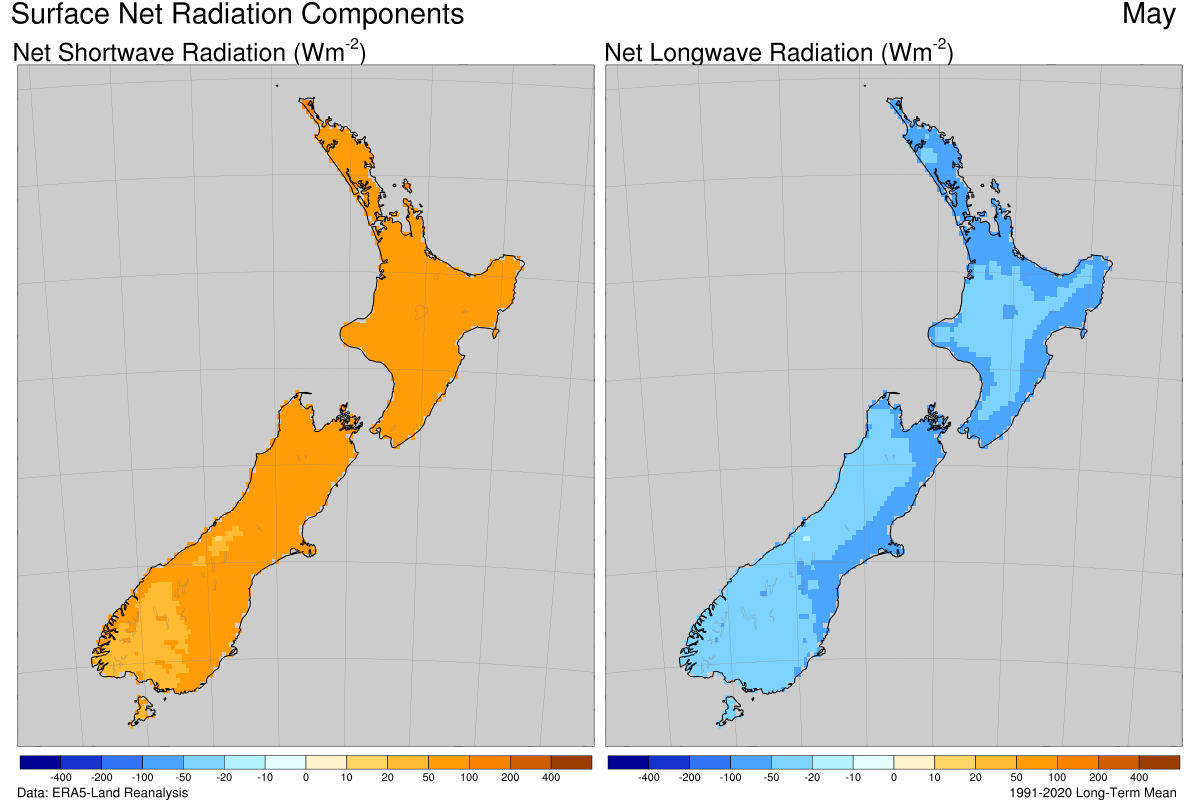 Surface Net Radiation Components May
Net Shortwave Radiation (Wm-2) Net Longwave Radiation (Wm-2)
-400 -200 -100 -50 -20 -10 0 10 20 50 100 200 400 -400 -200 -100 -50 -20 -10 0 10 20 50 100 200 400
Data: ERA5-Land Reanalysis 1991-2020 Long-Term Mean